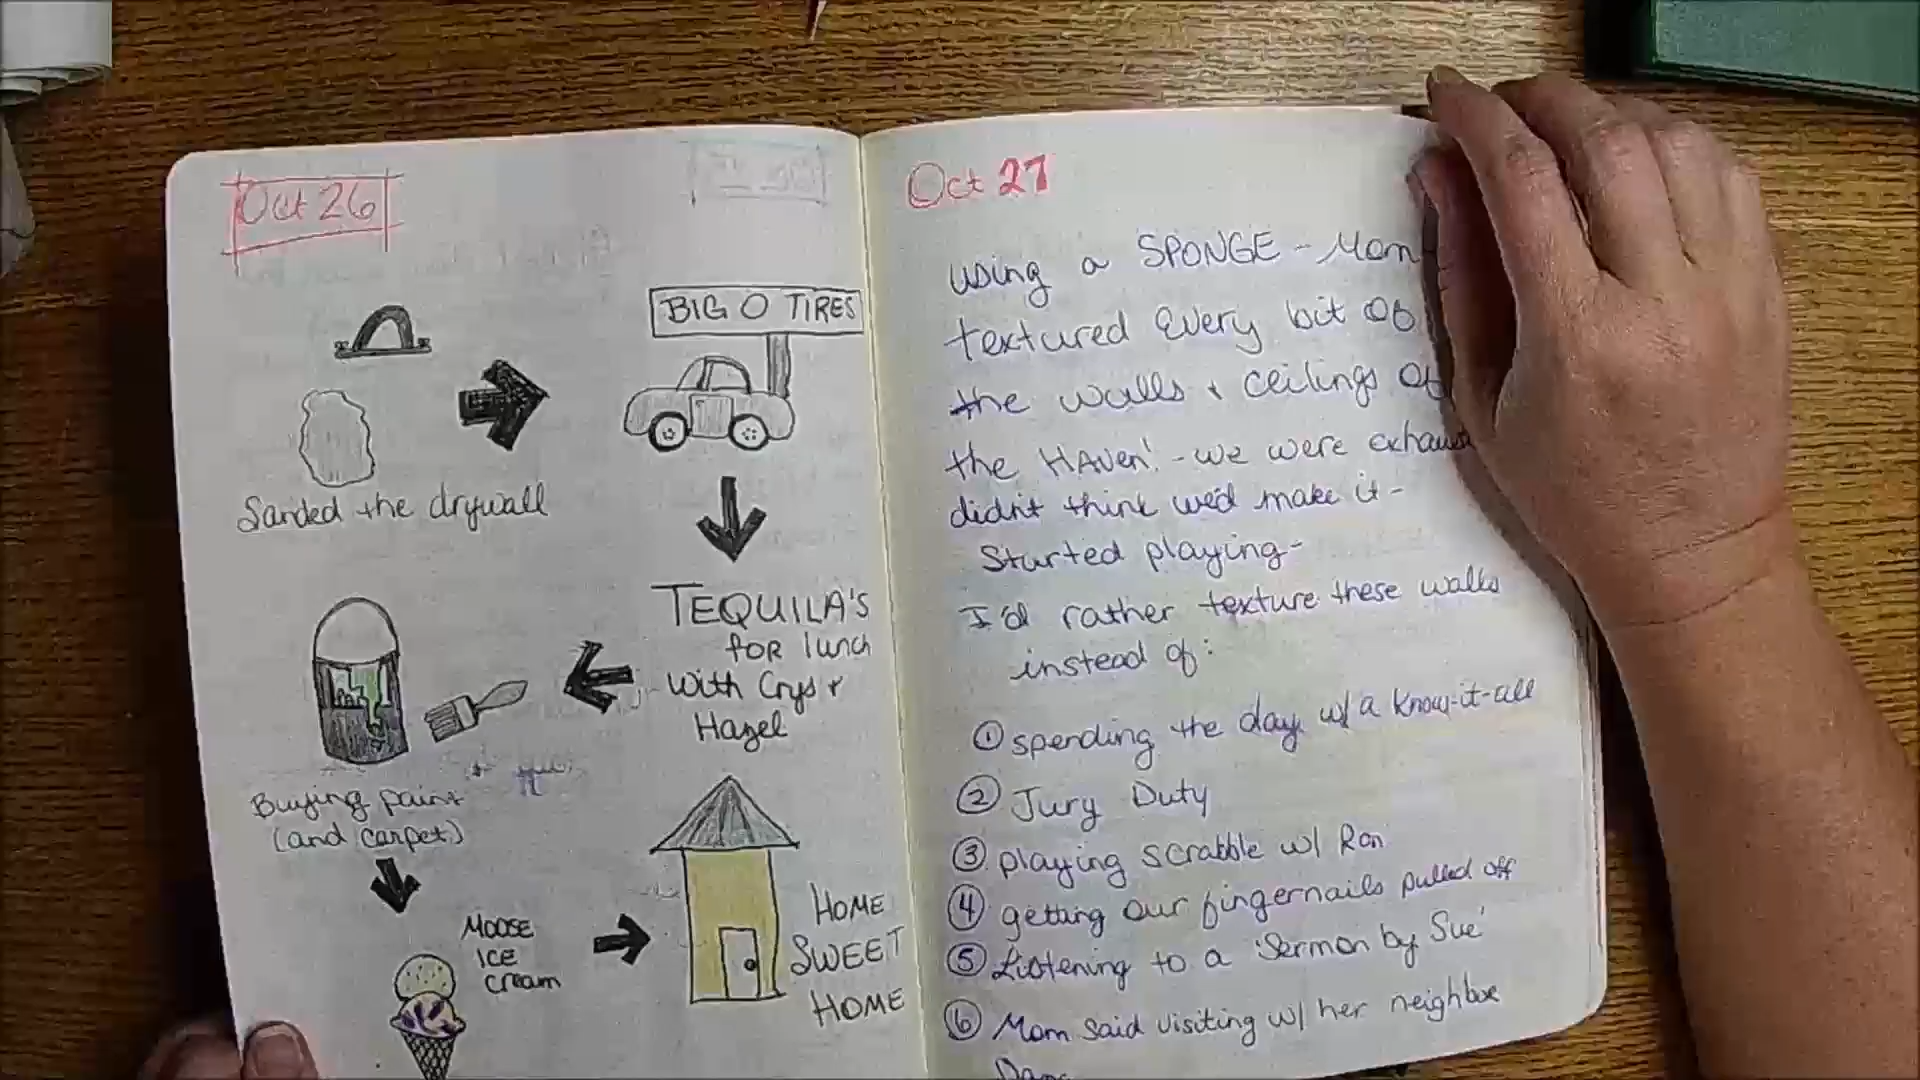 Oct 26
Sanded the drywall
BIG O TIRES
TEQUILA'S
for lunch
with Crys +
Hazel
Buying paint
(and carpet)
MOOSE
ICE
Cream
HOME
SWEET
HOME
Oct 27
using a SPONGE - Mom +
textured Every bit of
the walls + ceilings of
the HAVEN! - we were exhaust
didn't think we'd make it -
Started playing -
I'd rather texture these walls
instead of:
① spending the day w/ a know-it-all
② Jury Duty
③ playing scrabble w/ Ron
④ getting our fingernails pulled off
⑤ Listening to a 'Sermon by Sue'
⑥ Mom said visiting w/ her neighbor